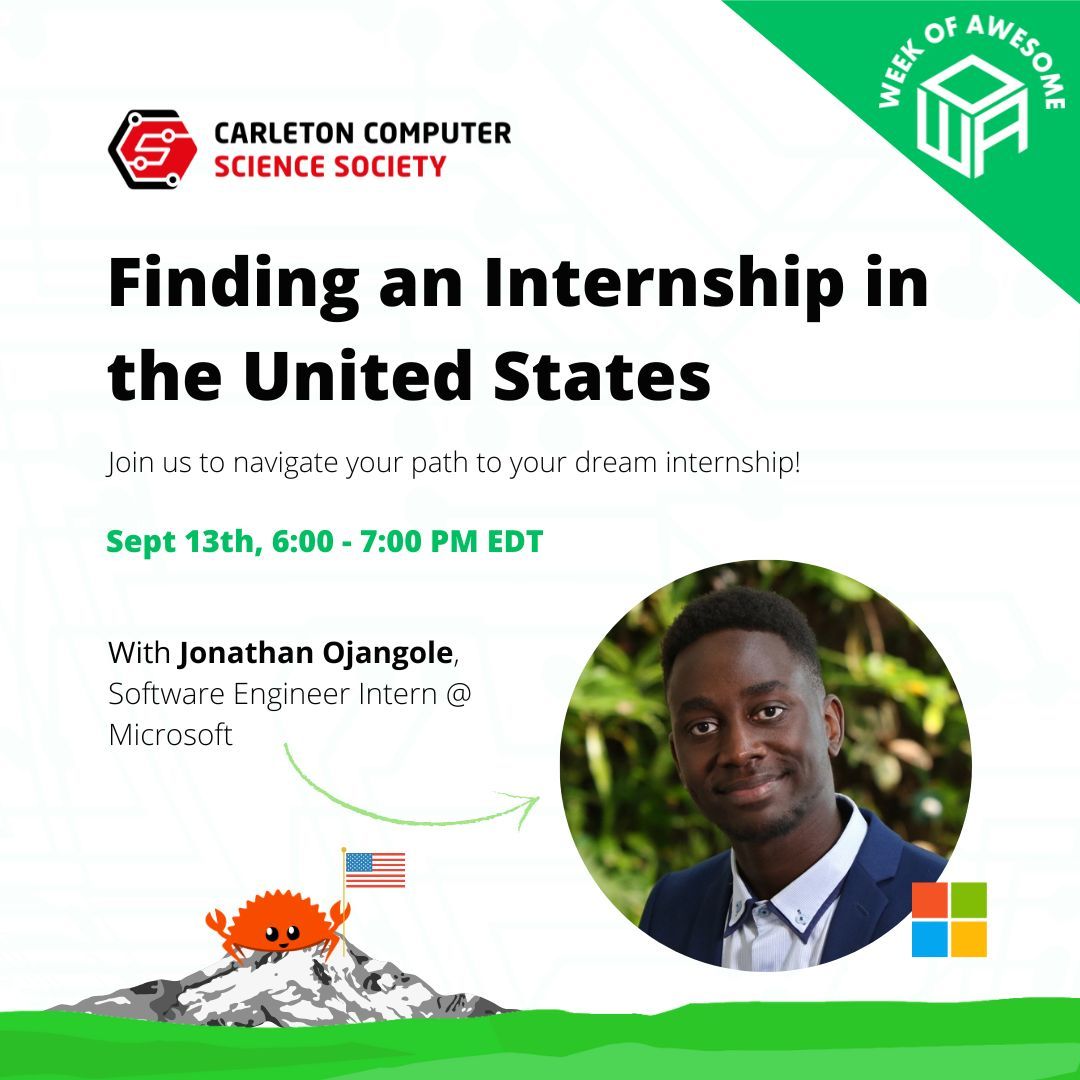 WEEK OF AWESOME
WA
CARLETON COMPUTER
SCIENCE SOCIETY
Finding an Internship in
the United States
Join us to navigate your path to your dream internship!
Sept 13th, 6:00 - 7:00 PM EDT
With Jonathan Ojangole,
Software Engineer Intern @
Microsoft